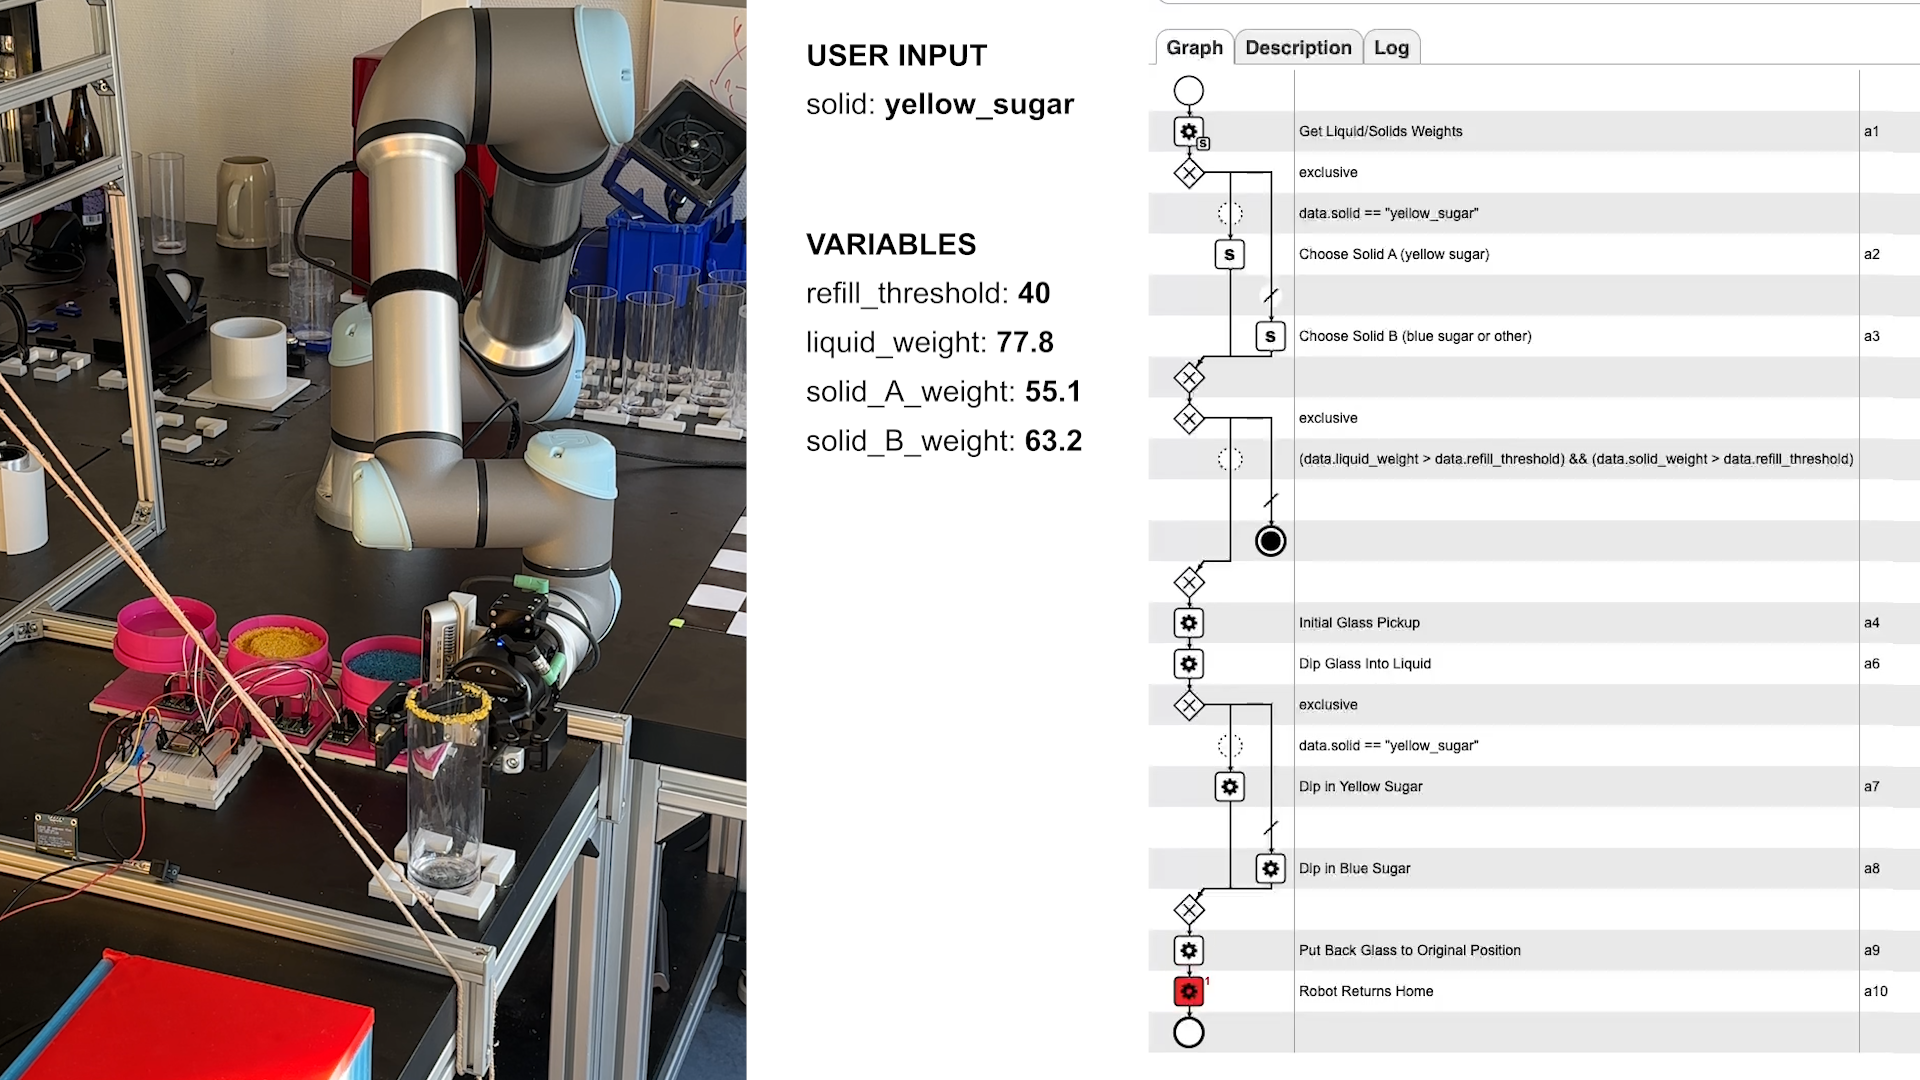 USER INPUT
solid: yellow_sugar
VARIABLES
refill_threshold: 40
liquid_weight: 77.8
solid_A_weight: 55.1
solid_B_weight: 63.2
Graph Description Log
Get Liquid/Solids Weights a1
S
exclusive
data.solid == "yellow_sugar"
S Choose Solid A (yellow sugar) a2
S Choose Solid B (blue sugar or other) a3
exclusive
(data.liquid_weight > data.refill_threshold) && (data.solid_weight > data.refill_threshold)
Initial Glass Pickup a4
Dip Glass Into Liquid a6
exclusive
data.solid == "yellow_sugar"
Dip in Yellow Sugar a7
Dip in Blue Sugar a8
Put Back Glass to Original Position a9
1
Robot Returns Home a10